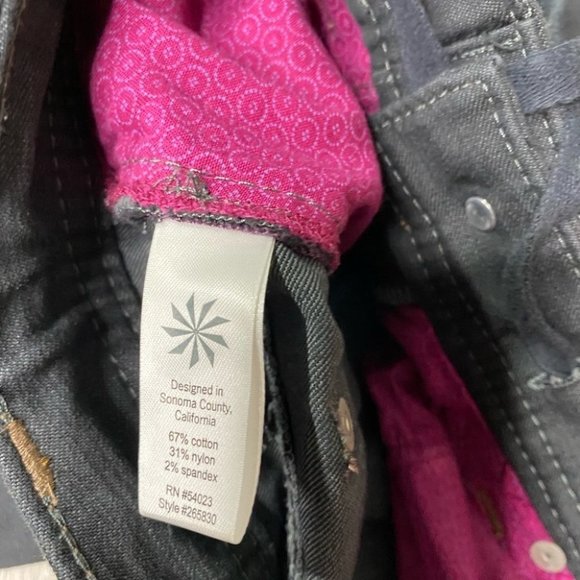 Designed in
Sonoma County,
California
67% cotton
31% nylon
2% spandex
RN #54023
Style #265830